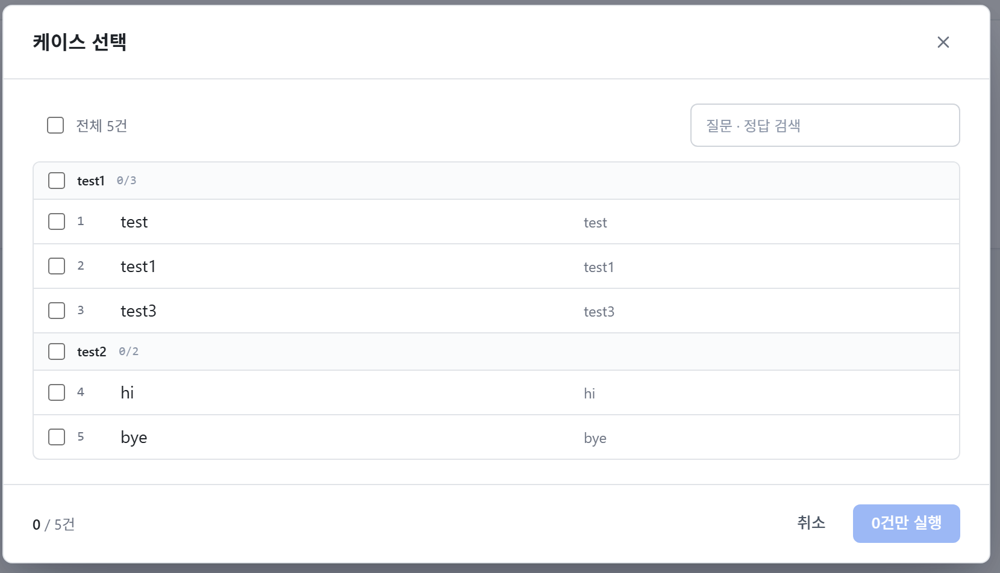 케이스 선택
전체 5건
질문 · 정답 검색
test1 0/3
1 test test
2 test1 test1
3 test3 test3
test2 0/2
4 hi hi
5 bye bye
0 / 5건
취소 0건만 실행